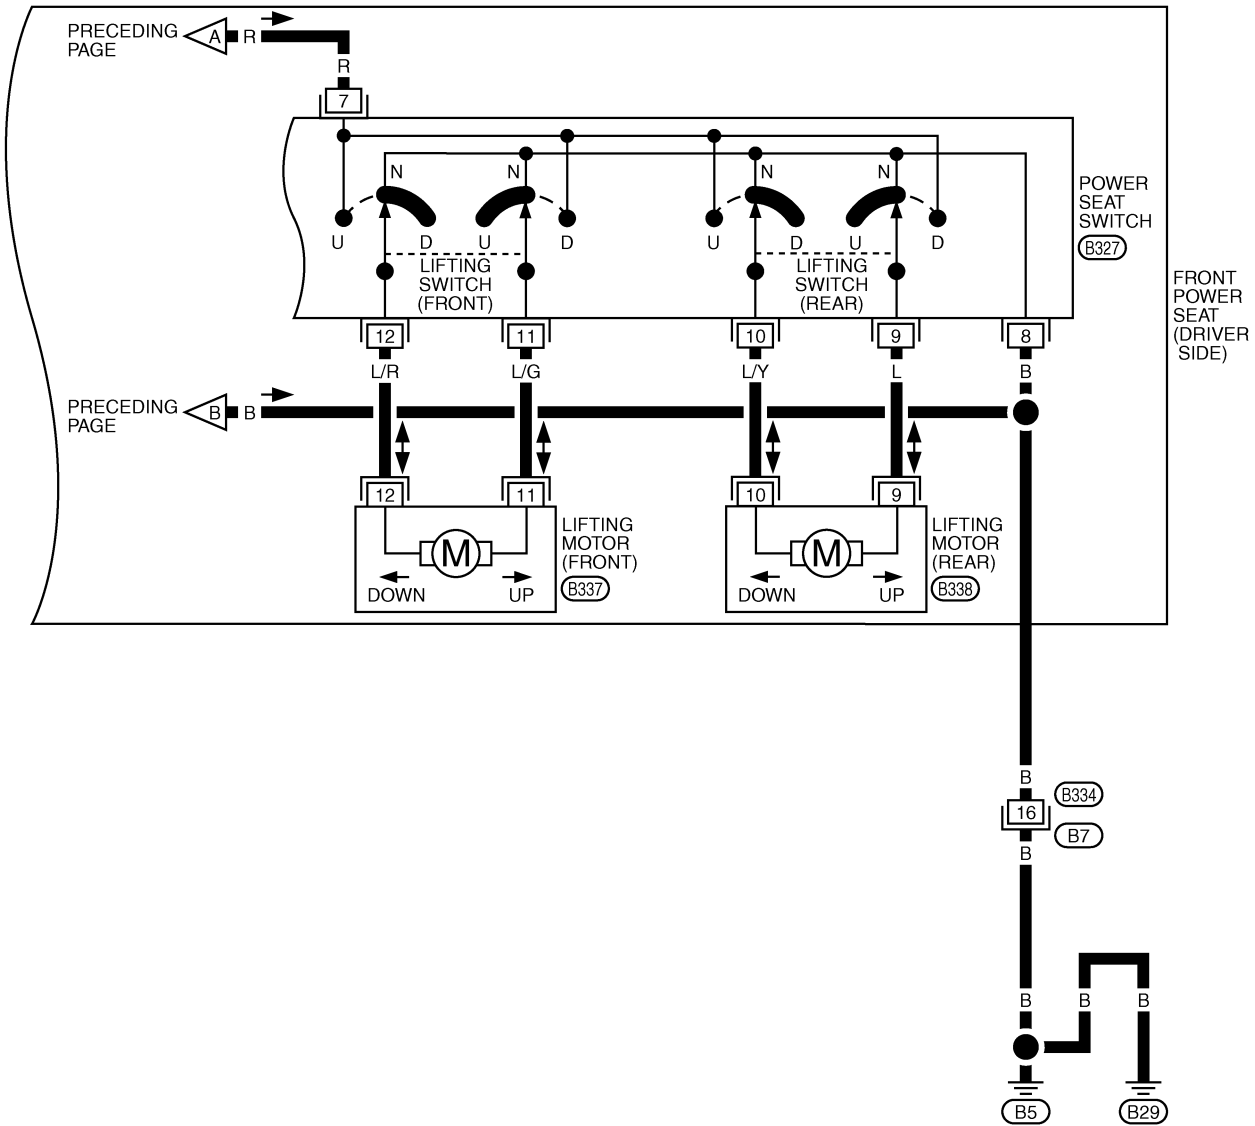 PRECEDING
PAGE
A
R
R
7
N
N
N
N
U
D
U
D
U
D
U
D
LIFTING
SWITCH
(FRONT)
LIFTING
SWITCH
(REAR)
POWER
SEAT
SWITCH
B327
FRONT
POWER
SEAT
(DRIVER
SIDE)
12
11
10
9
8
L/R
L/G
L/Y
L
B
PRECEDING
PAGE
B
B
12
11
10
9
M
DOWN
UP
LIFTING
MOTOR
(FRONT)
B337
M
DOWN
UP
LIFTING
MOTOR
(REAR)
B338
B
B334
16
B7
B
B
B
B
B5
B29